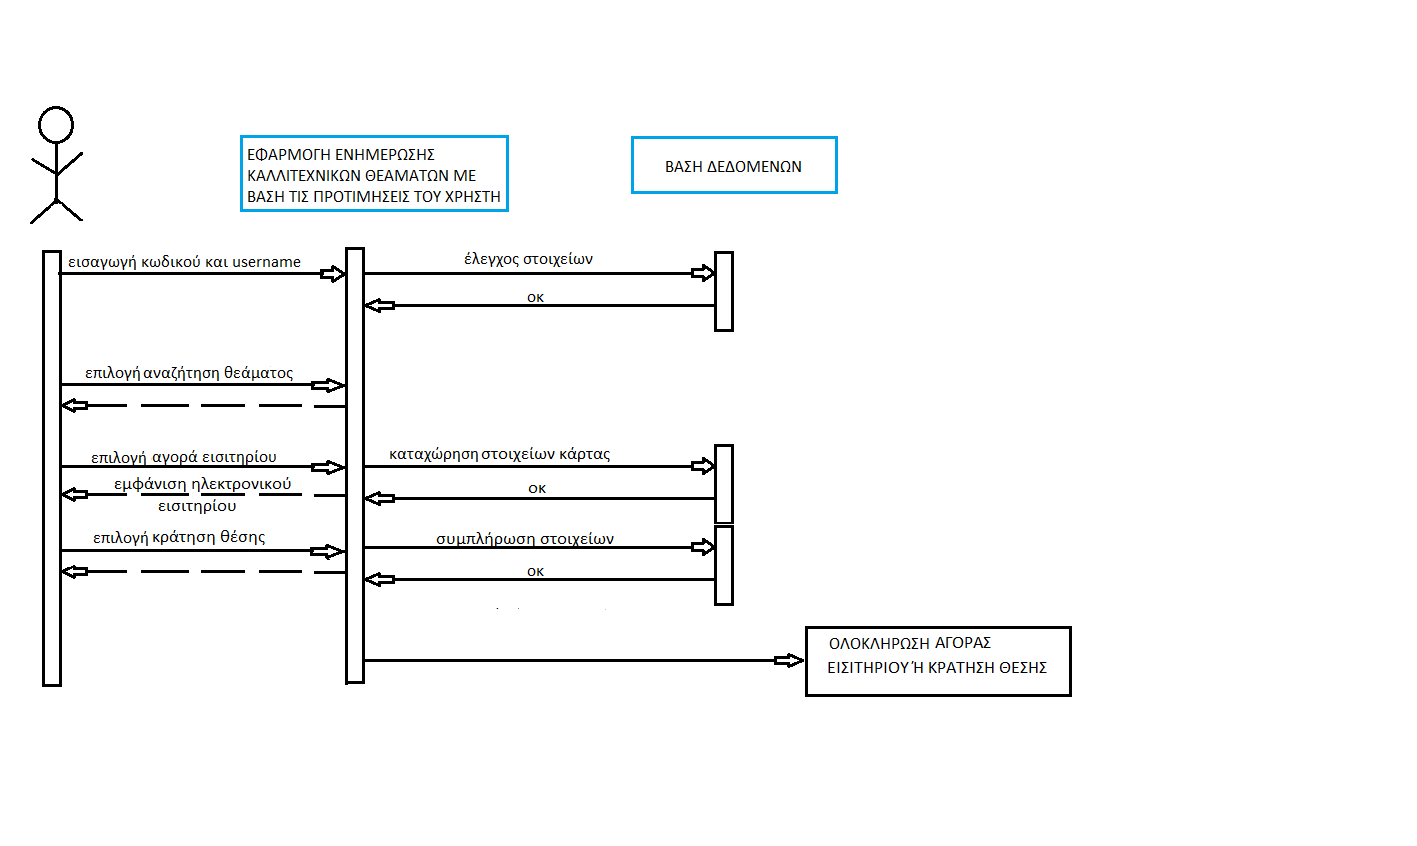 ΕΦΑΡΜΟΓΗ ΕΝΗΜΕΡΩΣΗΣ
ΚΑΛΛΙΤΕΧΝΙΚΩΝ ΘΕΑΜΑΤΩΝ ΜΕ
ΒΑΣΗ ΤΙΣ ΠΡΟΤΙΜΗΣΕΙΣ ΤΟΥ ΧΡΗΣΤΗ
ΒΑΣΗ ΔΕΔΟΜΕΝΩΝ
εισαγωγή κωδικού και username
έλεγχος στοιχείων
οκ
επιλογή αναζήτηση θεάματος
επιλογή αγορά εισιτηρίου
καταχώρηση στοιχείων κάρτας
εμφάνιση ηλεκτρονικού
εισιτηρίου
οκ
επιλογή κράτηση θέσης
συμπλήρωση στοιχείων
οκ
ΟΛΟΚΛΗΡΩΣΗ ΑΓΟΡΑΣ
ΕΙΣΙΤΗΡΙΟΥ Ή ΚΡΑΤΗΣΗ ΘΕΣΗΣ